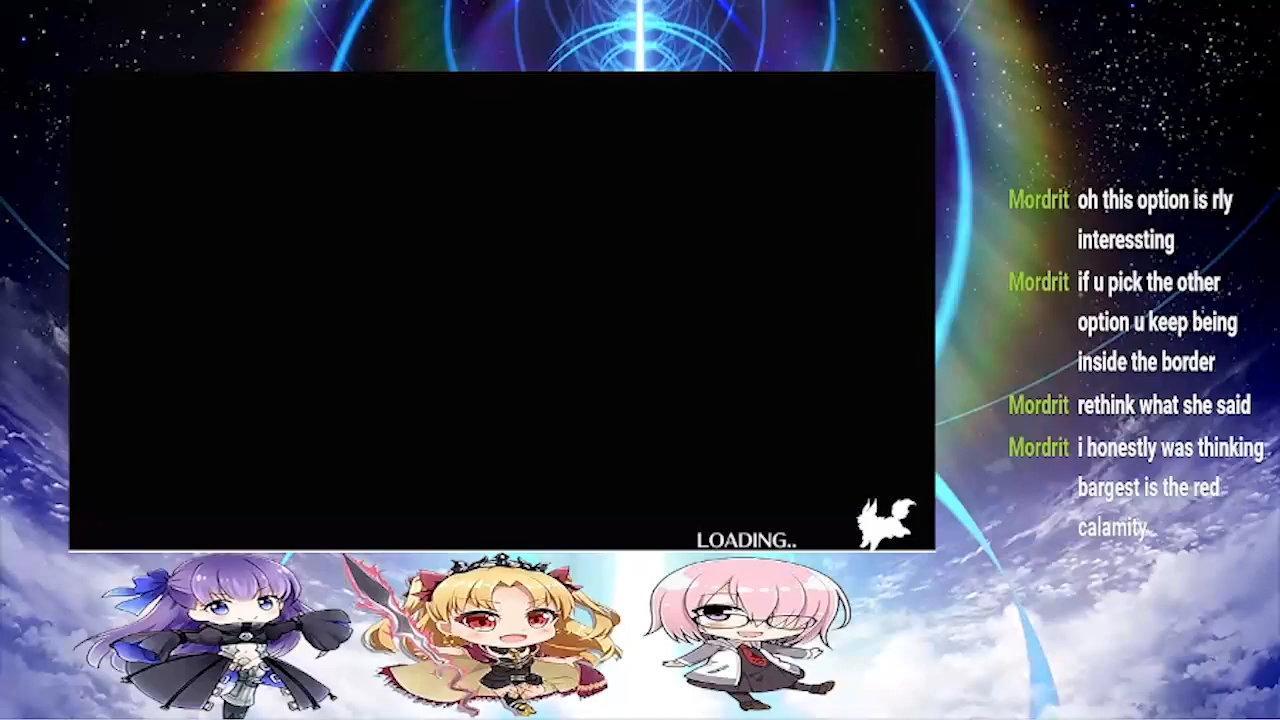 Mordrit oh this option is rly
interessting
Mordrit if u pick the other
option u keep being
inside the border
Mordrit rethink what she said
Mordrit i honestly was thinking
bargest is the red
calamity
LOADING..